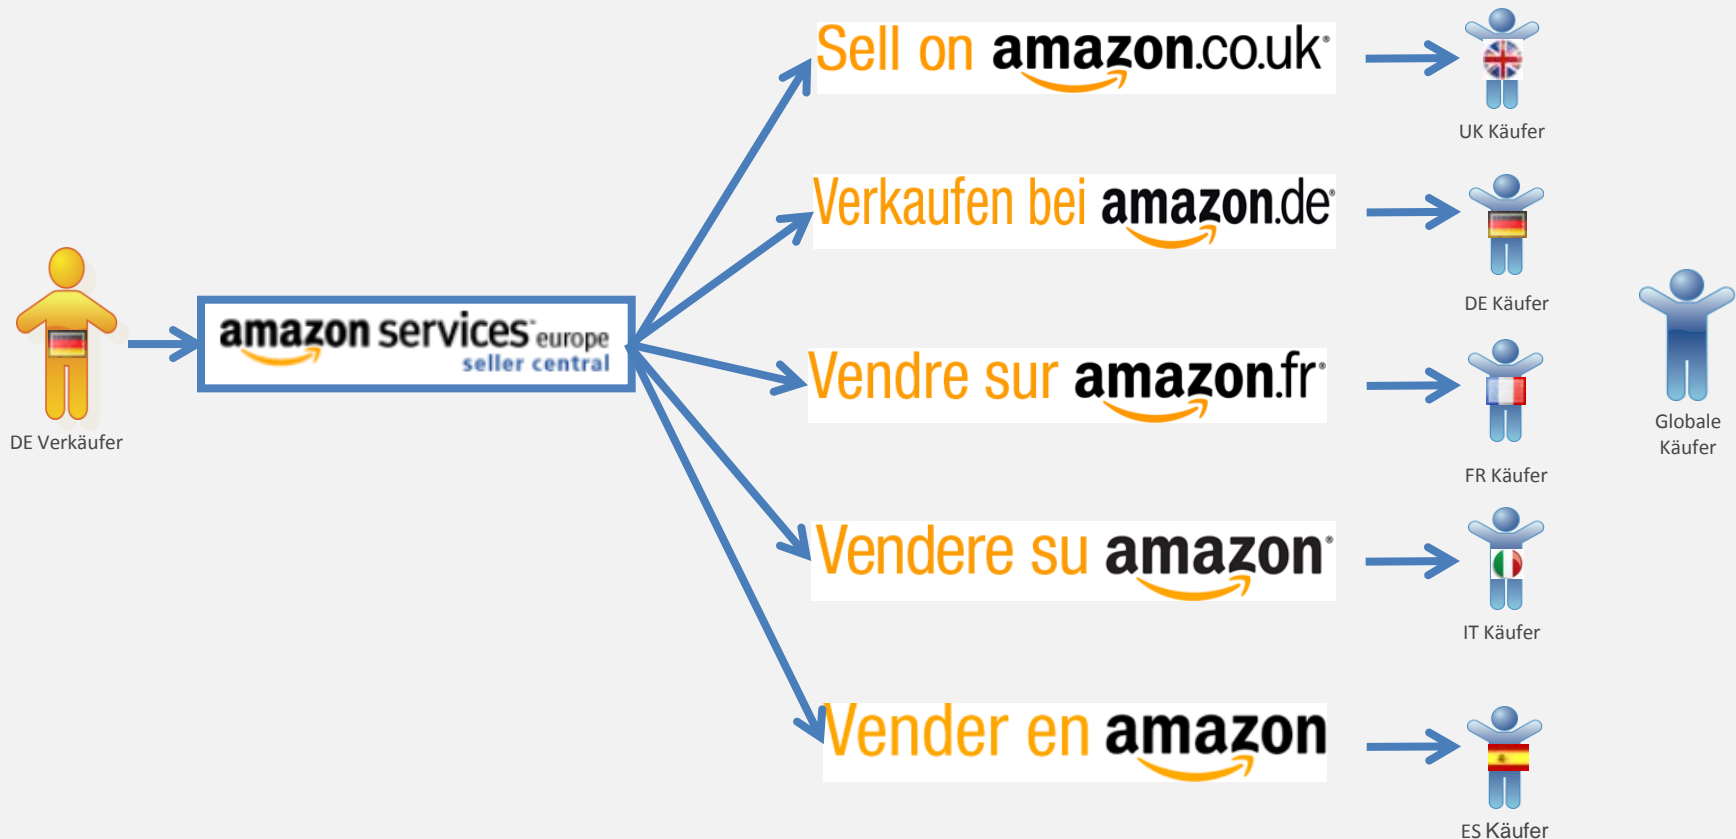 Sell on amazon.co.uk®
UK Käufer
Verkaufen bei amazon.de®
DE Käufer
DE Verkäufer
amazon services™ europe
seller central
Vendre sur amazon.fr®
FR Käufer
Globale
Käufer
Vendere su amazon®
IT Käufer
Vender en amazon
ES Käufer